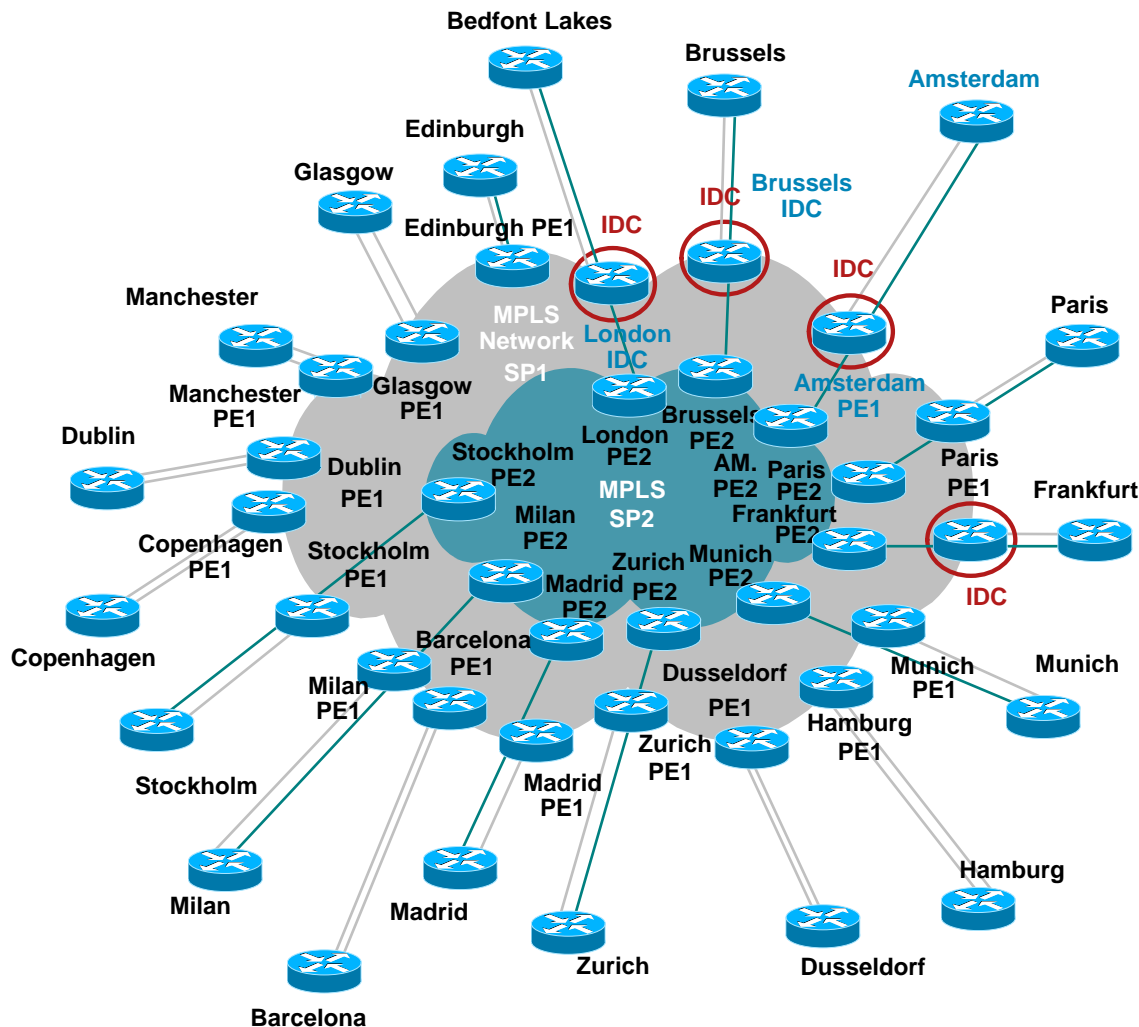 Bedfont Lakes
Brussels
Amsterdam
Edinburgh
Glasgow
Brussels
IDC
IDC
IDC
Edinburgh PE1
IDC
Manchester
MPLS
Network
SP1
London
IDC
Paris
Manchester
PE1
Glasgow
PE1
Amsterdam
PE1
Dublin
Brussels
PE2
London
PE2
Stockholm
PE2
Dublin
PE1
AM.
PE2
Paris
PE2
Paris
PE1
Frankfurt
MPLS
SP2
Milan
PE2
Frankfurt
PE2
Copenhagen
PE1
Stockholm
PE1
Zurich
PE2
Munich
PE2
Madrid
PE2
IDC
Copenhagen
Barcelona
PE1
Dusseldorf
PE1
Munich
PE1
Munich
Milan
PE1
Hamburg
PE1
Zurich
PE1
Stockholm
Madrid
PE1
Hamburg
Milan
Madrid
Zurich
Dusseldorf
Barcelona